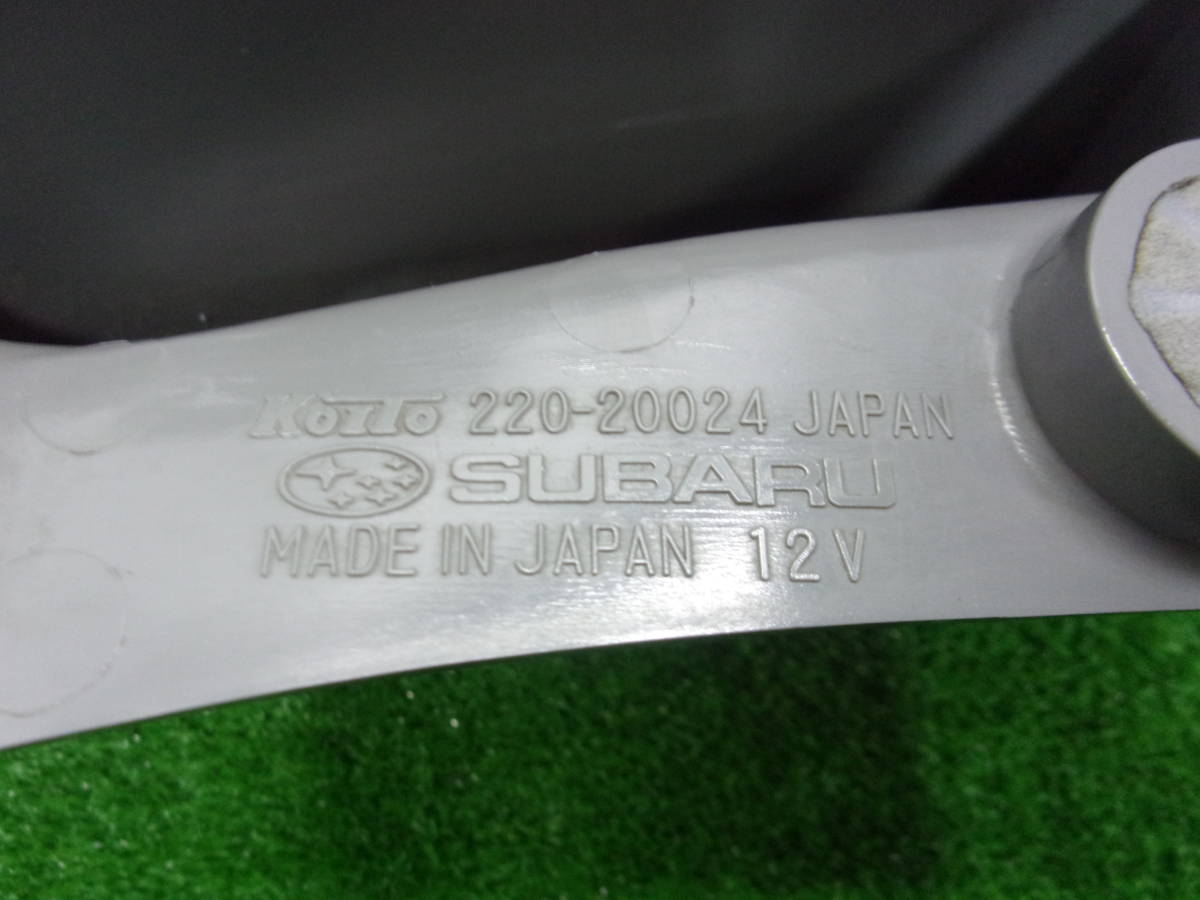 KOITO 220-20024 JAPAN
SUBARU
MADE IN JAPAN 12V